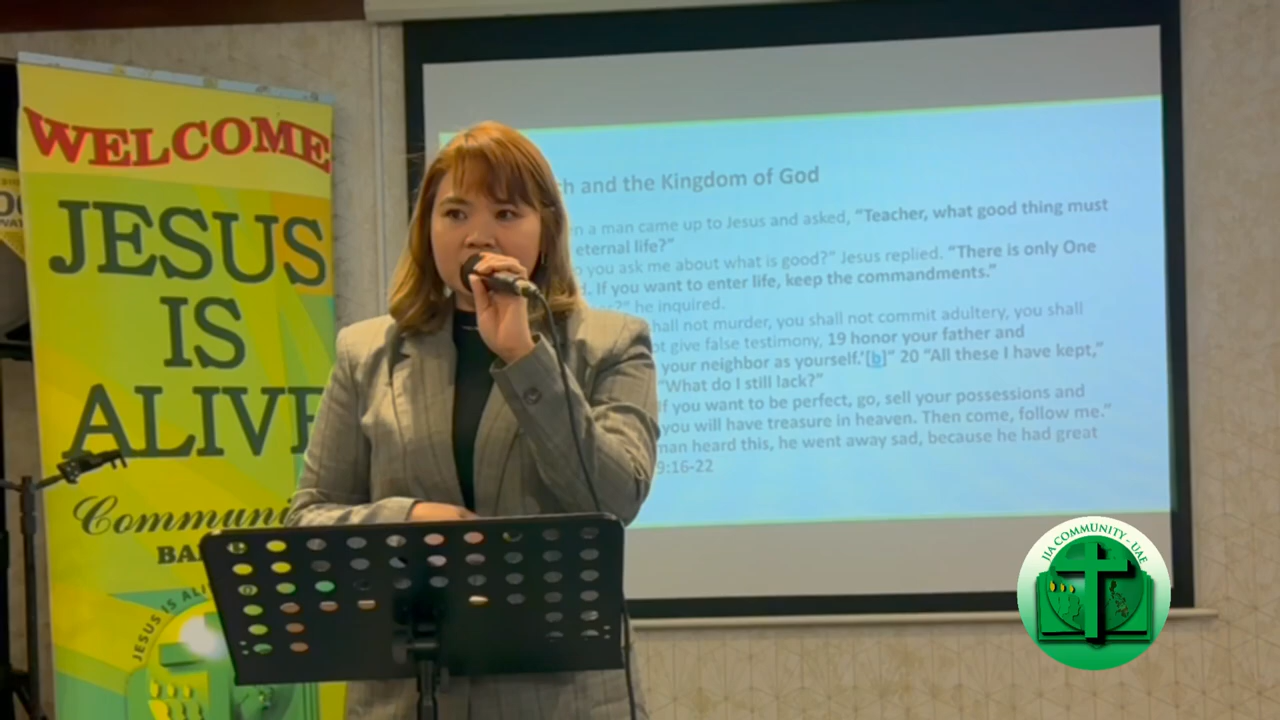 WELCOME
JESUS
IS
ALIVE
Communi
BA
JESUS IS ALI
and the Kingdom of God
a man came up to Jesus and asked, “Teacher, what good thing must
eternal life?”
you ask me about what is good?” Jesus replied. “There is only One
If you want to enter life, keep the commandments.”
he inquired.
hall not murder, you shall not commit adultery, you shall
give false testimony, 19 honor your father and
your neighbor as yourself.’[b]” 20 “All these I have kept,”
“What do I still lack?”
If you want to be perfect, go, sell your possessions and
you will have treasure in heaven. Then come, follow me.”
man heard this, he went away sad, because he had great
9:16-22
JIA COMMUNITY - UAE